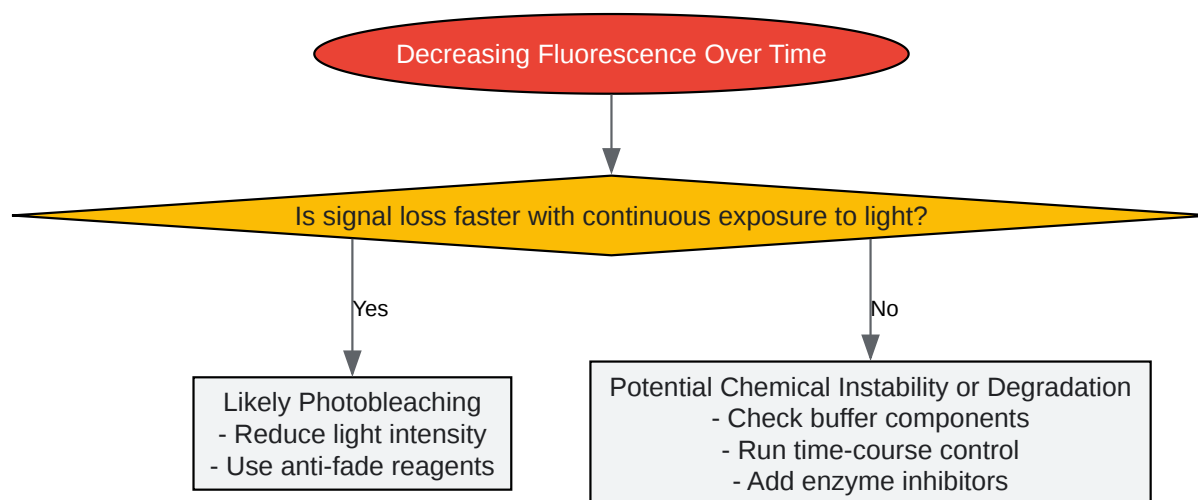 Decreasing Fluorescence Over Time
Is signal loss faster with continuous exposure to light?
Yes
No
Likely Photobleaching
- Reduce light intensity
- Use anti-fade reagents
Potential Chemical Instability or Degradation
- Check buffer components
- Run time-course control
- Add enzyme inhibitors